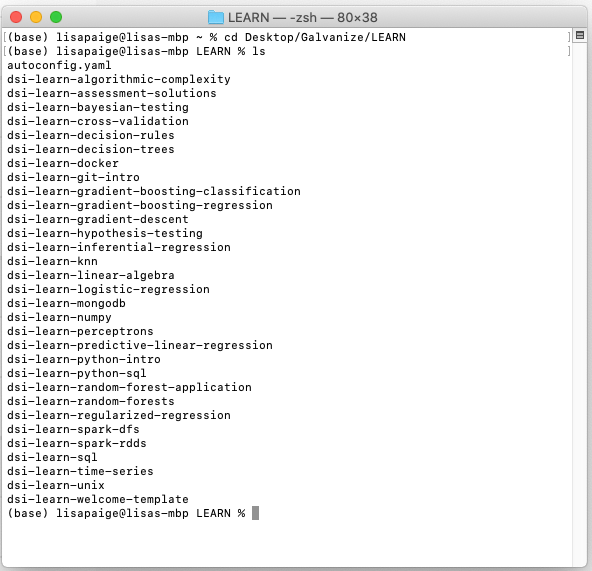 LEARN — -zsh — 80×38
[(base) lisapaige@lisas-mbp ~ % cd Desktop/Galvanize/LEARN ]
[(base) lisapaige@lisas-mbp LEARN % ls ]
autoconfig.yaml
dsi-learn-algorithmic-complexity
dsi-learn-assessment-solutions
dsi-learn-bayesian-testing
dsi-learn-cross-validation
dsi-learn-decision-rules
dsi-learn-decision-trees
dsi-learn-docker
dsi-learn-git-intro
dsi-learn-gradient-boosting-classification
dsi-learn-gradient-boosting-regression
dsi-learn-gradient-descent
dsi-learn-hypothesis-testing
dsi-learn-inferential-regression
dsi-learn-knn
dsi-learn-linear-algebra
dsi-learn-logistic-regression
dsi-learn-mongodb
dsi-learn-numpy
dsi-learn-perceptrons
dsi-learn-predictive-linear-regression
dsi-learn-python-intro
dsi-learn-python-sql
dsi-learn-random-forest-application
dsi-learn-random-forests
dsi-learn-regularized-regression
dsi-learn-spark-dfs
dsi-learn-spark-rdds
dsi-learn-sql
dsi-learn-time-series
dsi-learn-unix
dsi-learn-welcome-template
(base) lisapaige@lisas-mbp LEARN %